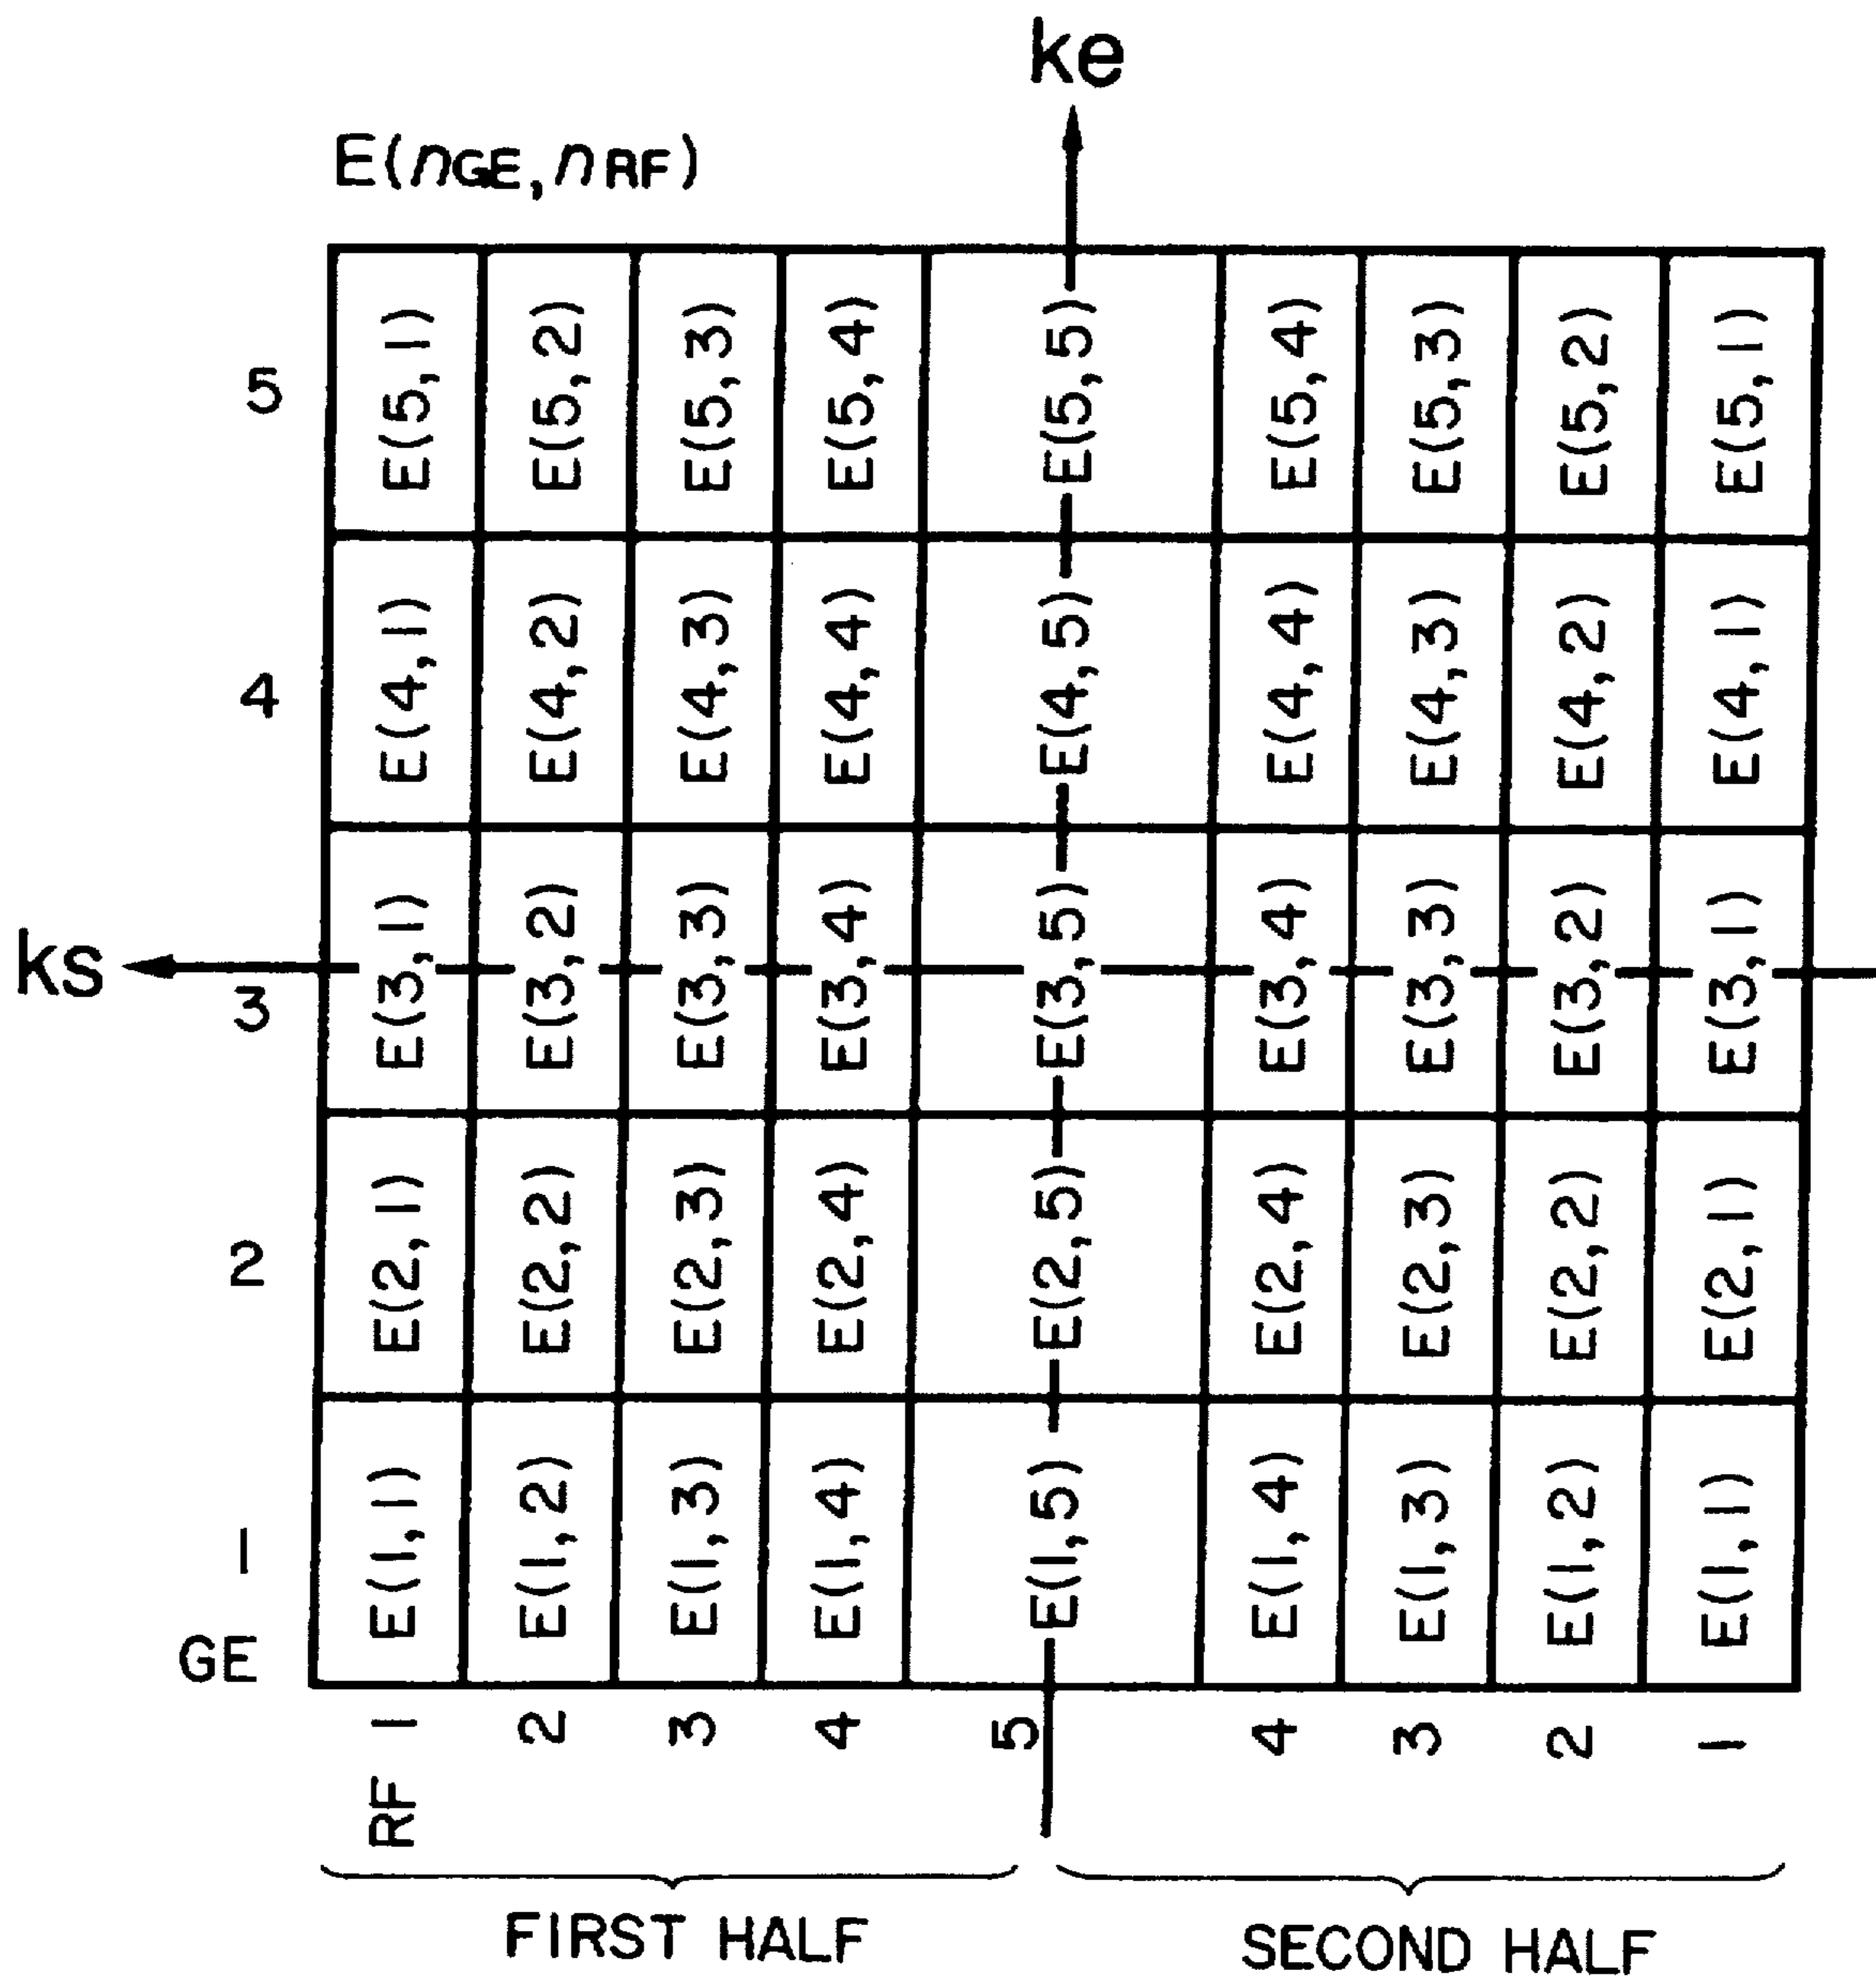 ke
E(nGE,nRF)
5 E(5,1) E(5,2) E(5,3) E(5,4) E(5,5) E(5,4) E(5,3) E(5,2) E(5,1)
4 E(4,1) E(4,2) E(4,3) E(4,4) E(4,5) E(4,4) E(4,3) E(4,2) E(4,1)
ks
3 E(3,1) E(3,2) E(3,3) E(3,4) E(3,5) E(3,4) E(3,3) E(3,2) E(3,1)
2 E(2,1) E(2,2) E(2,3) E(2,4) E(2,5) E(2,4) E(2,3) E(2,2) E(2,1)
1 E(1,1) E(1,2) E(1,3) E(1,4) E(1,5) E(1,4) E(1,3) E(1,2) E(1,1)
GE
RF 1 2 3 4 5 4 3 2 1
FIRST HALF SECOND HALF